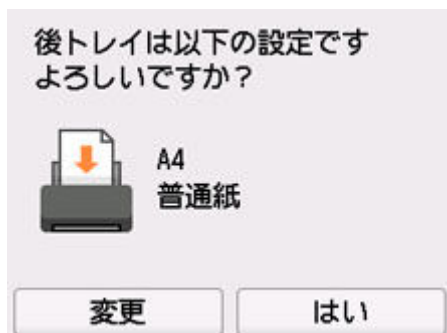 後トレイは以下の設定です
よろしいですか？
A4
普通紙
変更
はい